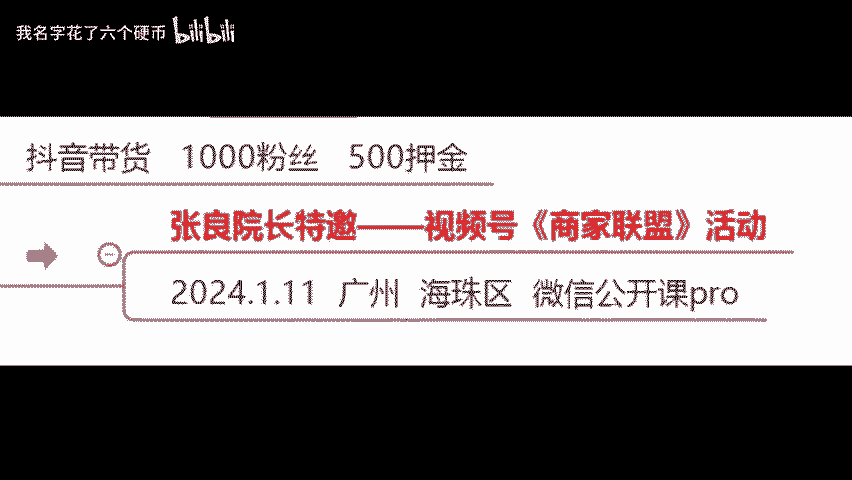 我名字花了六个硬币 bilibili
抖音带货 1000粉丝 500押金
张良院长特邀——视频号《商家联盟》活动
2024.1.11 广州 海珠区 微信公开课pro